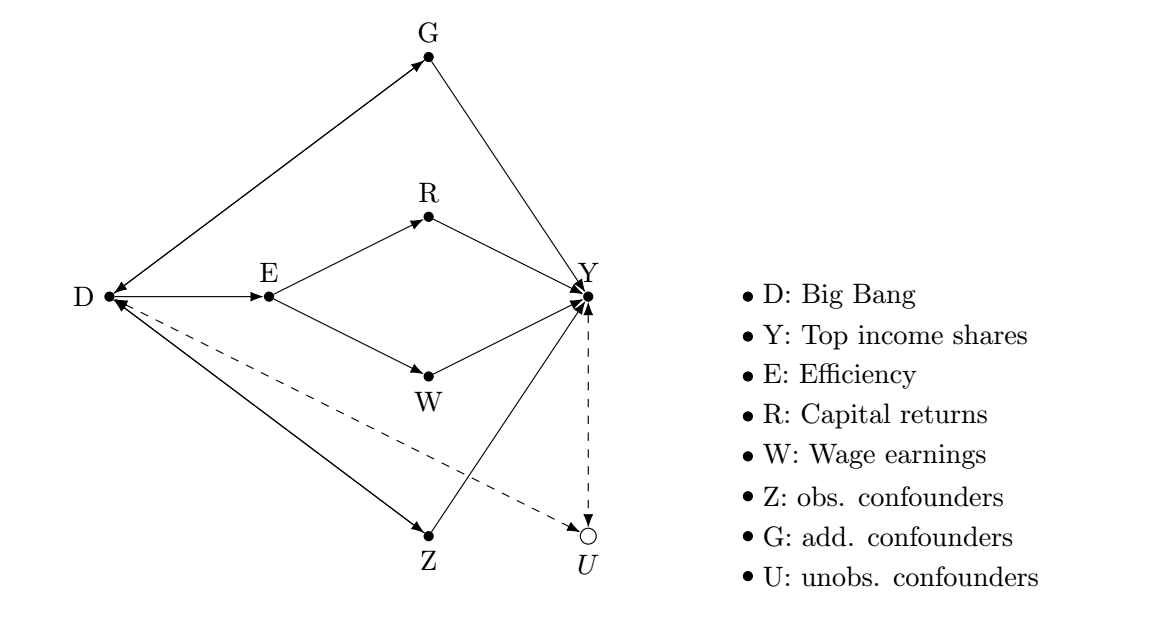 G
R
E
Y
D
W
Z
U
• D: Big Bang
• Y: Top income shares
• E: Efficiency
• R: Capital returns
• W: Wage earnings
• Z: obs. confounders
• G: add. confounders
• U: unobs. confounders